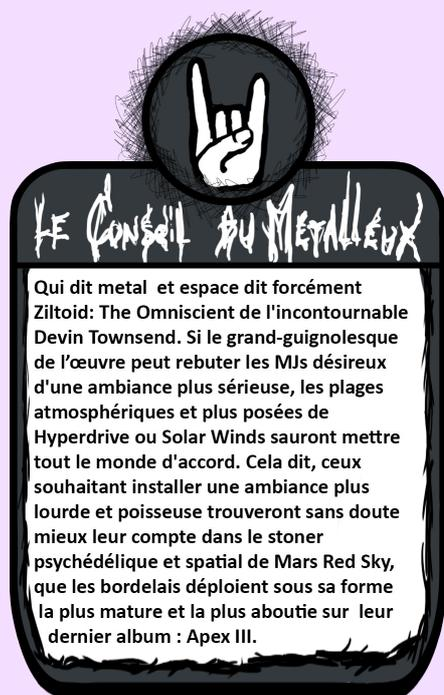 Le Conseil du Métalleux
Qui dit metal et espace dit forcément
Ziltoid: The Omniscient de l'incontournable
Devin Townsend. Si le grand-guignolesque
de l’œuvre peut rebuter les MJs désireux
d'une ambiance plus sérieuse, les plages
atmosphériques et plus posées de
Hyperdrive ou Solar Winds sauront mettre
tout le monde d'accord. Cela dit, ceux
souhaitant installer une ambiance plus
lourde et poisseuse trouveront sans doute
mieux leur compte dans le stoner
psychédélique et spatial de Mars Red Sky,
que les bordelais déploient sous sa forme
la plus mature et la plus aboutie sur leur
dernier album : Apex III.